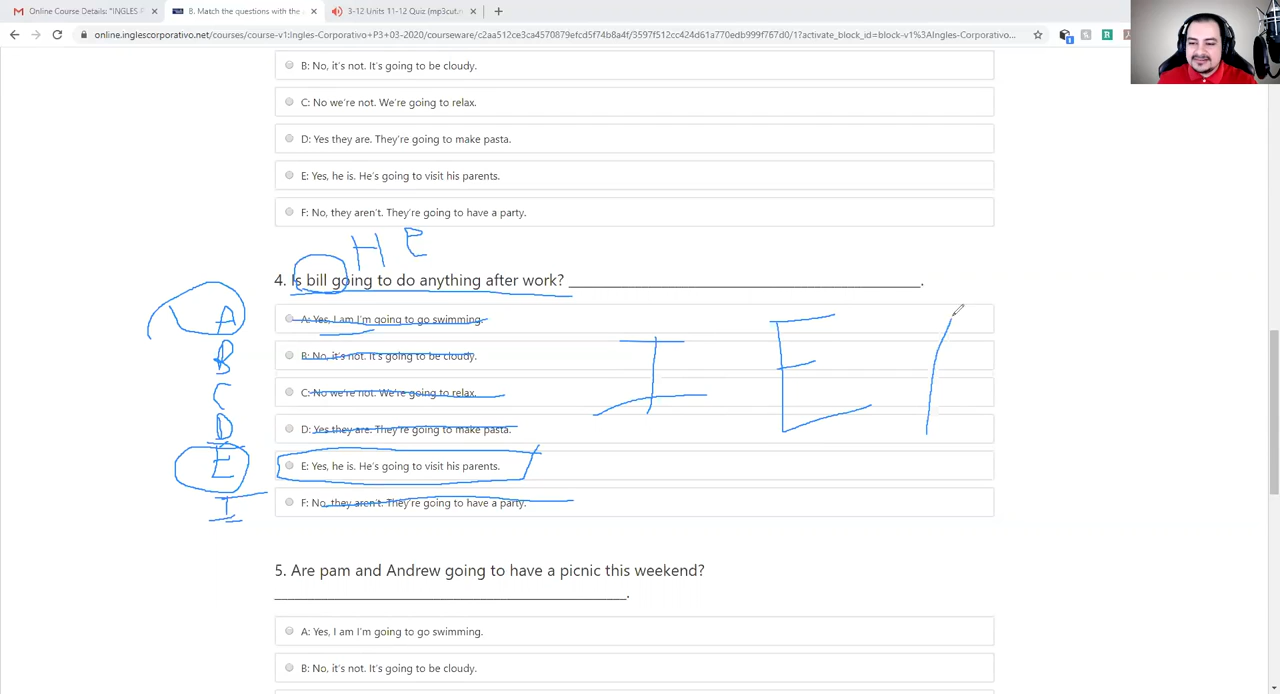 Online Course Details: "INGLES P
B. Match the questions with the
3-12 Units 11-12 Quiz (mp3cut.
online.inglescorporativo.net/courses/course-v1:Ingles-Corporativo+P3+03-2020/courseware/c2aa512ce3ca4570879efcd5f74b8a4f/3597f512cc424d61a770edb999f767d0/1?activate_block_id=block-v1%3AIngles-Corporativo...
B: No, it's not. It's going to be cloudy.
C: No we're not. We're going to relax.
D: Yes they are. They're going to make pasta.
E: Yes, he is. He's going to visit his parents.
F: No, they aren't. They're going to have a party.
HE
4. Is bill going to do anything after work? ____________.
A: Yes, I am I'm going to go swimming.
B: No, it's not. It's going to be cloudy.
C: No we're not. We're going to relax.
D: Yes they are. They're going to make pasta.
E: Yes, he is. He's going to visit his parents.
F: No, they aren't. They're going to have a party.
A
B
C
D
E
I
I E
5. Are pam and Andrew going to have a picnic this weekend?
____________.
A: Yes, I am I'm going to go swimming.
B: No, it's not. It's going to be cloudy.